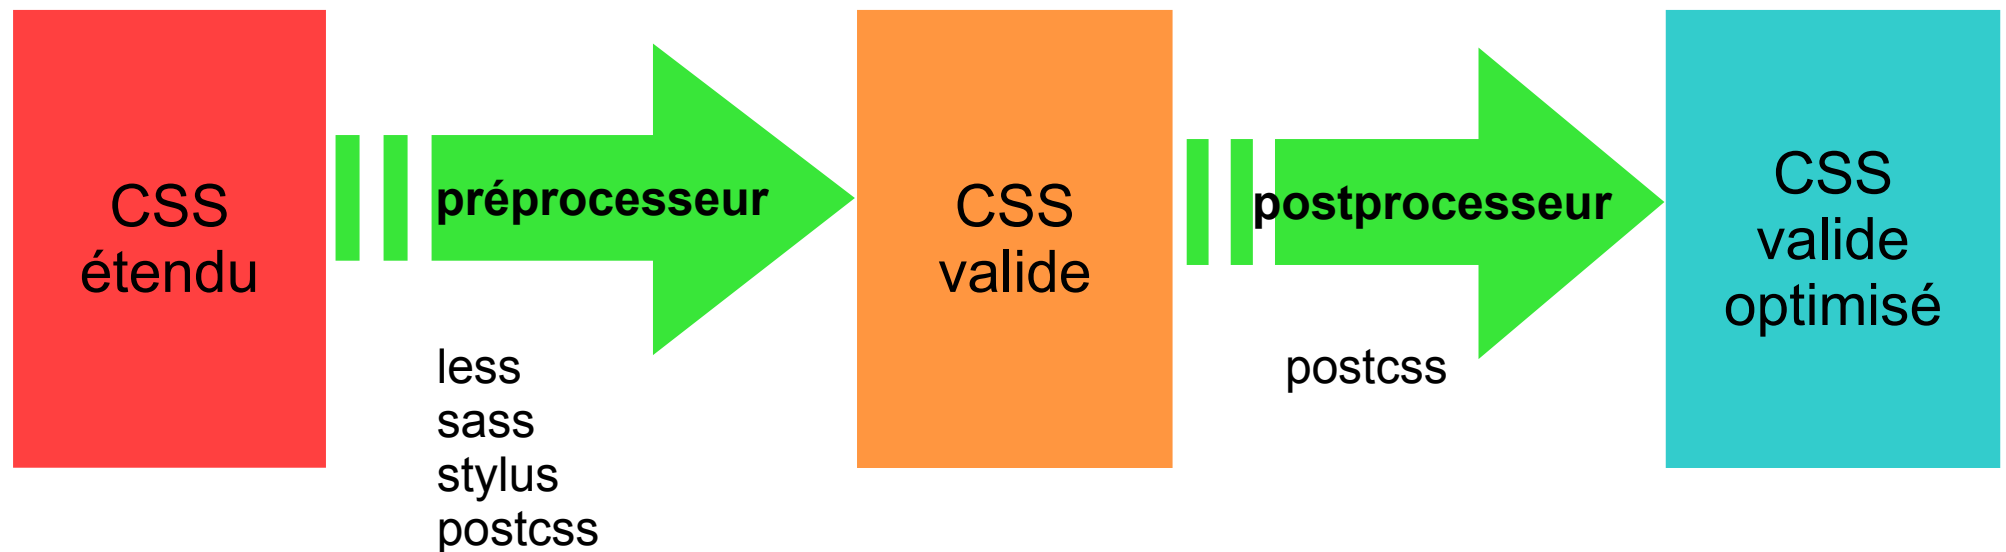 CSS
étendu
préprocesseur
less
sass
stylus
postcss
CSS
valide
postprocesseur
postcss
CSS
valide
optimisé